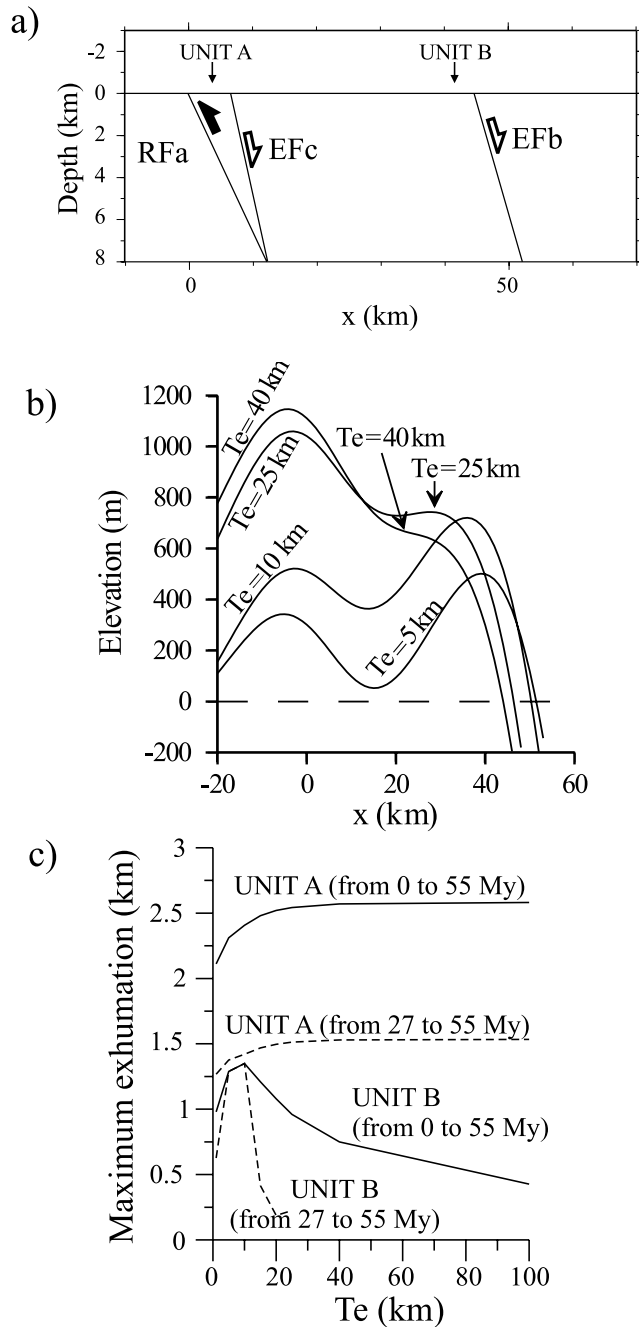 a)
UNIT A
UNIT B
-2
0
2
4
6
8
Depth (km)
RFa
EFc
EFb
0
50
x (km)
b)
1200
1000
800
600
400
200
0
-200
Elevation (m)
Te=40km
Te=25km
Te=10 km
Te=5km
Te=40km
Te=25km
-20
0
20
40
60
x (km)
c)
3
2.5
2
1.5
1
0.5
0
Maximum exhumation (km)
UNIT A (from 0 to 55 My)
UNIT A (from 27 to 55 My)
UNIT B
(from 0 to 55 My)
UNIT B
(from 27 to 55 My)
0
20
40
60
80
100
Te (km)